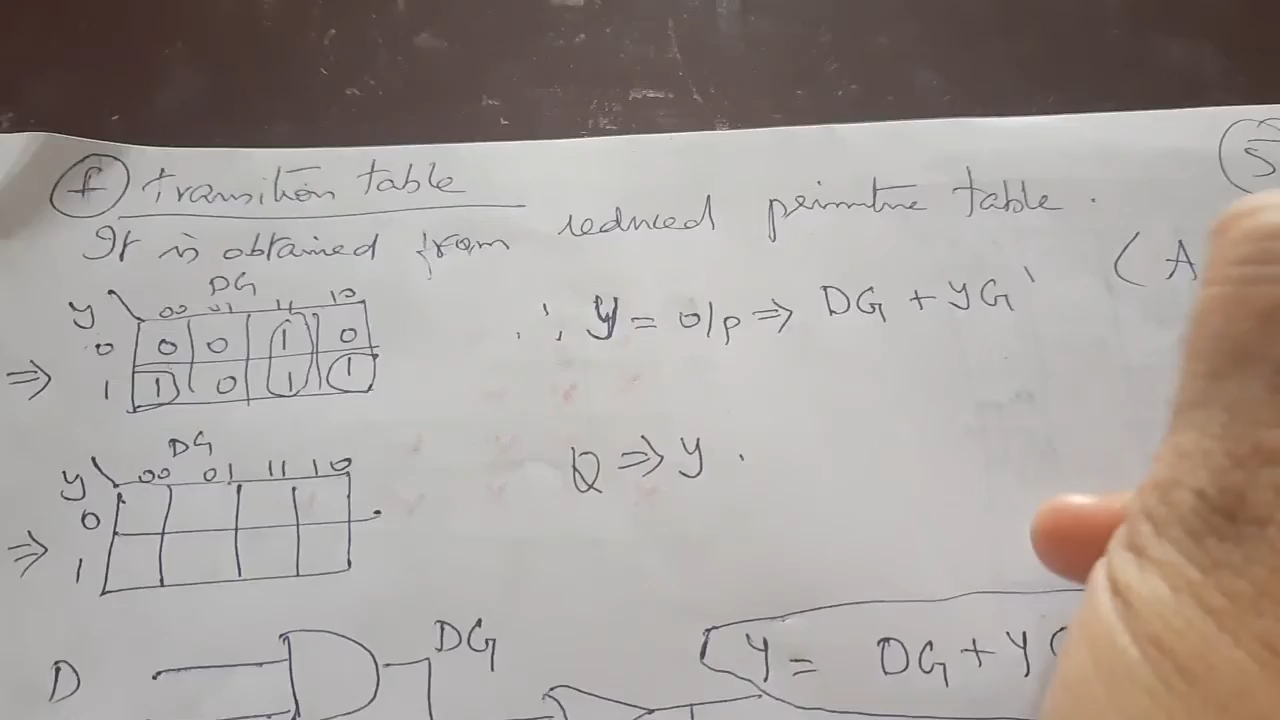 f transition table
5
It is obtained from reduced primitive table.
(A
DG
y 00 01 11 10
0 0 0 1 0
⇒ 1 1 0 1 1
∴ y = o/p ⇒ DG + yG'
DG
y 00 01 11 10
0
⇒ 1
Q ⇒ y.
D
DG
y = DG + y